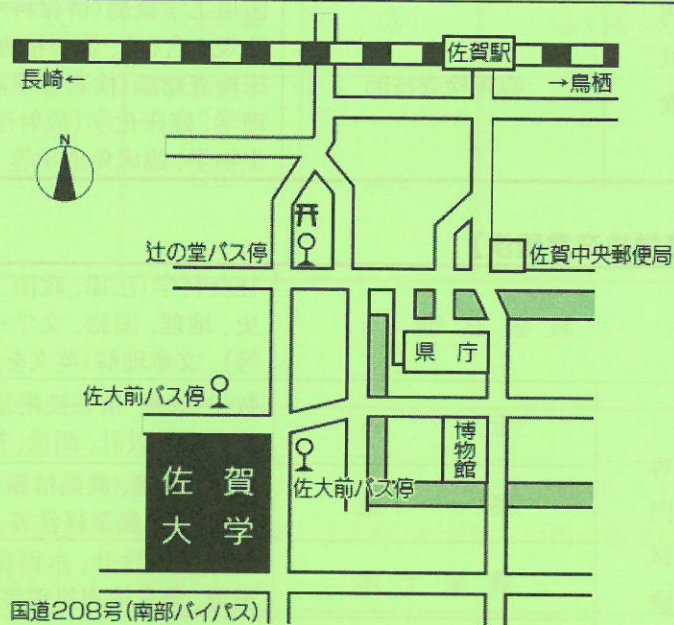 佐賀駅
長崎←
→鳥栖
N
辻の堂バス停
佐賀中央郵便局
県庁
佐大前バス停
博物館
佐賀
大学
佐大前バス停
国道208号(南部バイパス)